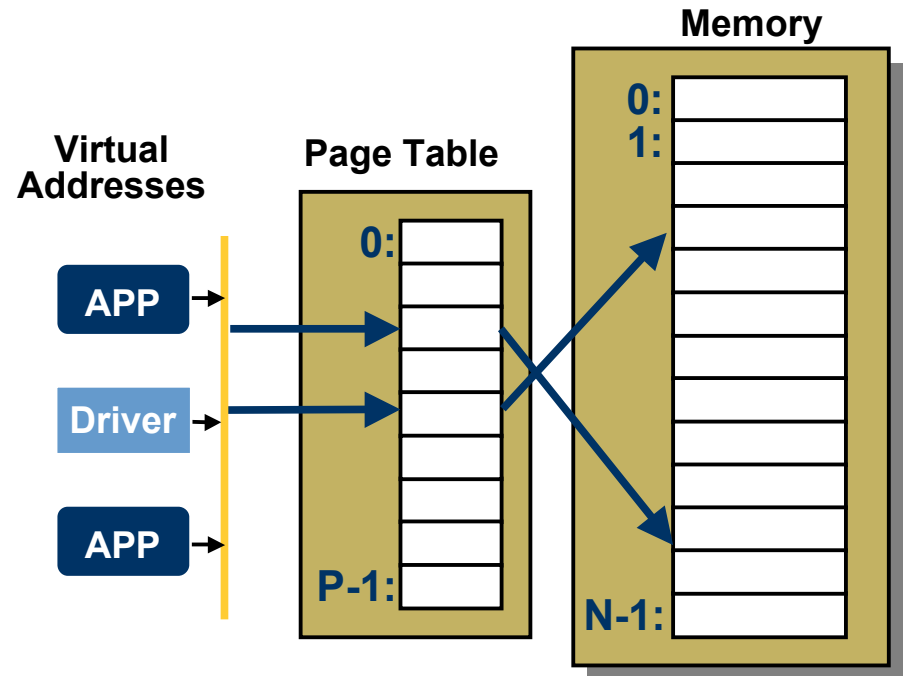 Memory
Virtual
Addresses
Page Table
0:
1:
0:
APP
Driver
APP
P-1:
N-1: